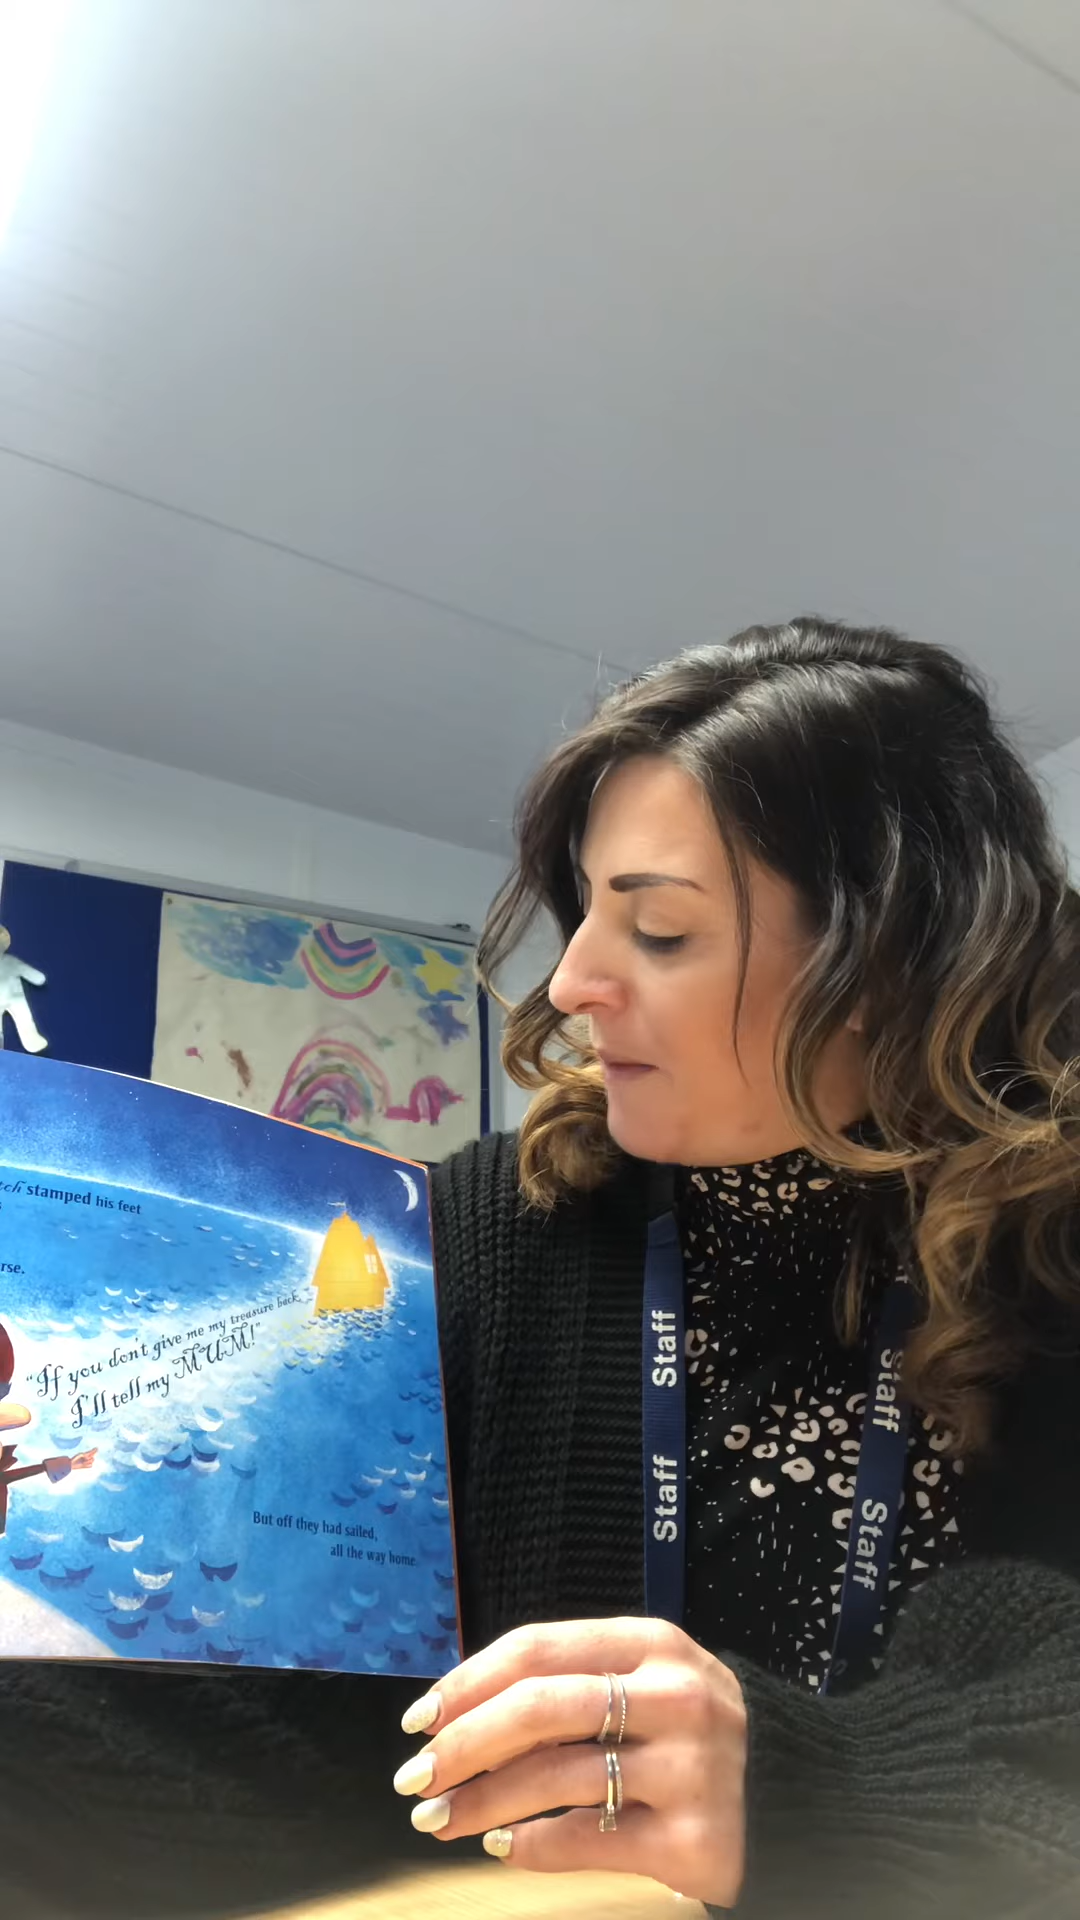 stamped his feet
"If you don't give me my treasure back,
I'll tell my MUM!"
But off they had sailed,
all the way home.
Staff
Staff
Staff
Staff